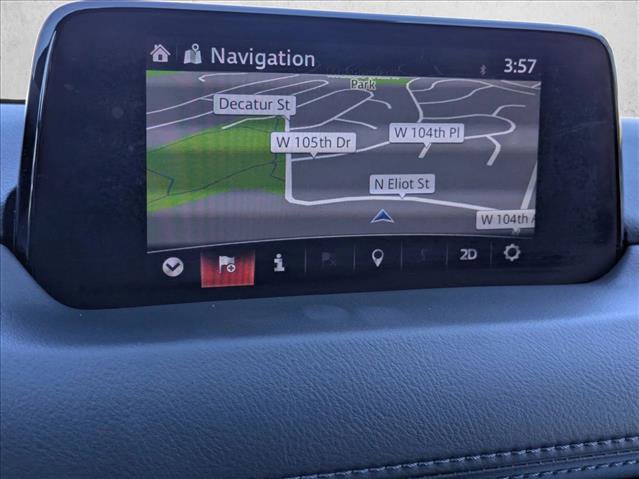 Navigation
3:57
Park
Decatur St
W 105th Dr
W 104th Pl
N Eliot St
W 104th
2D